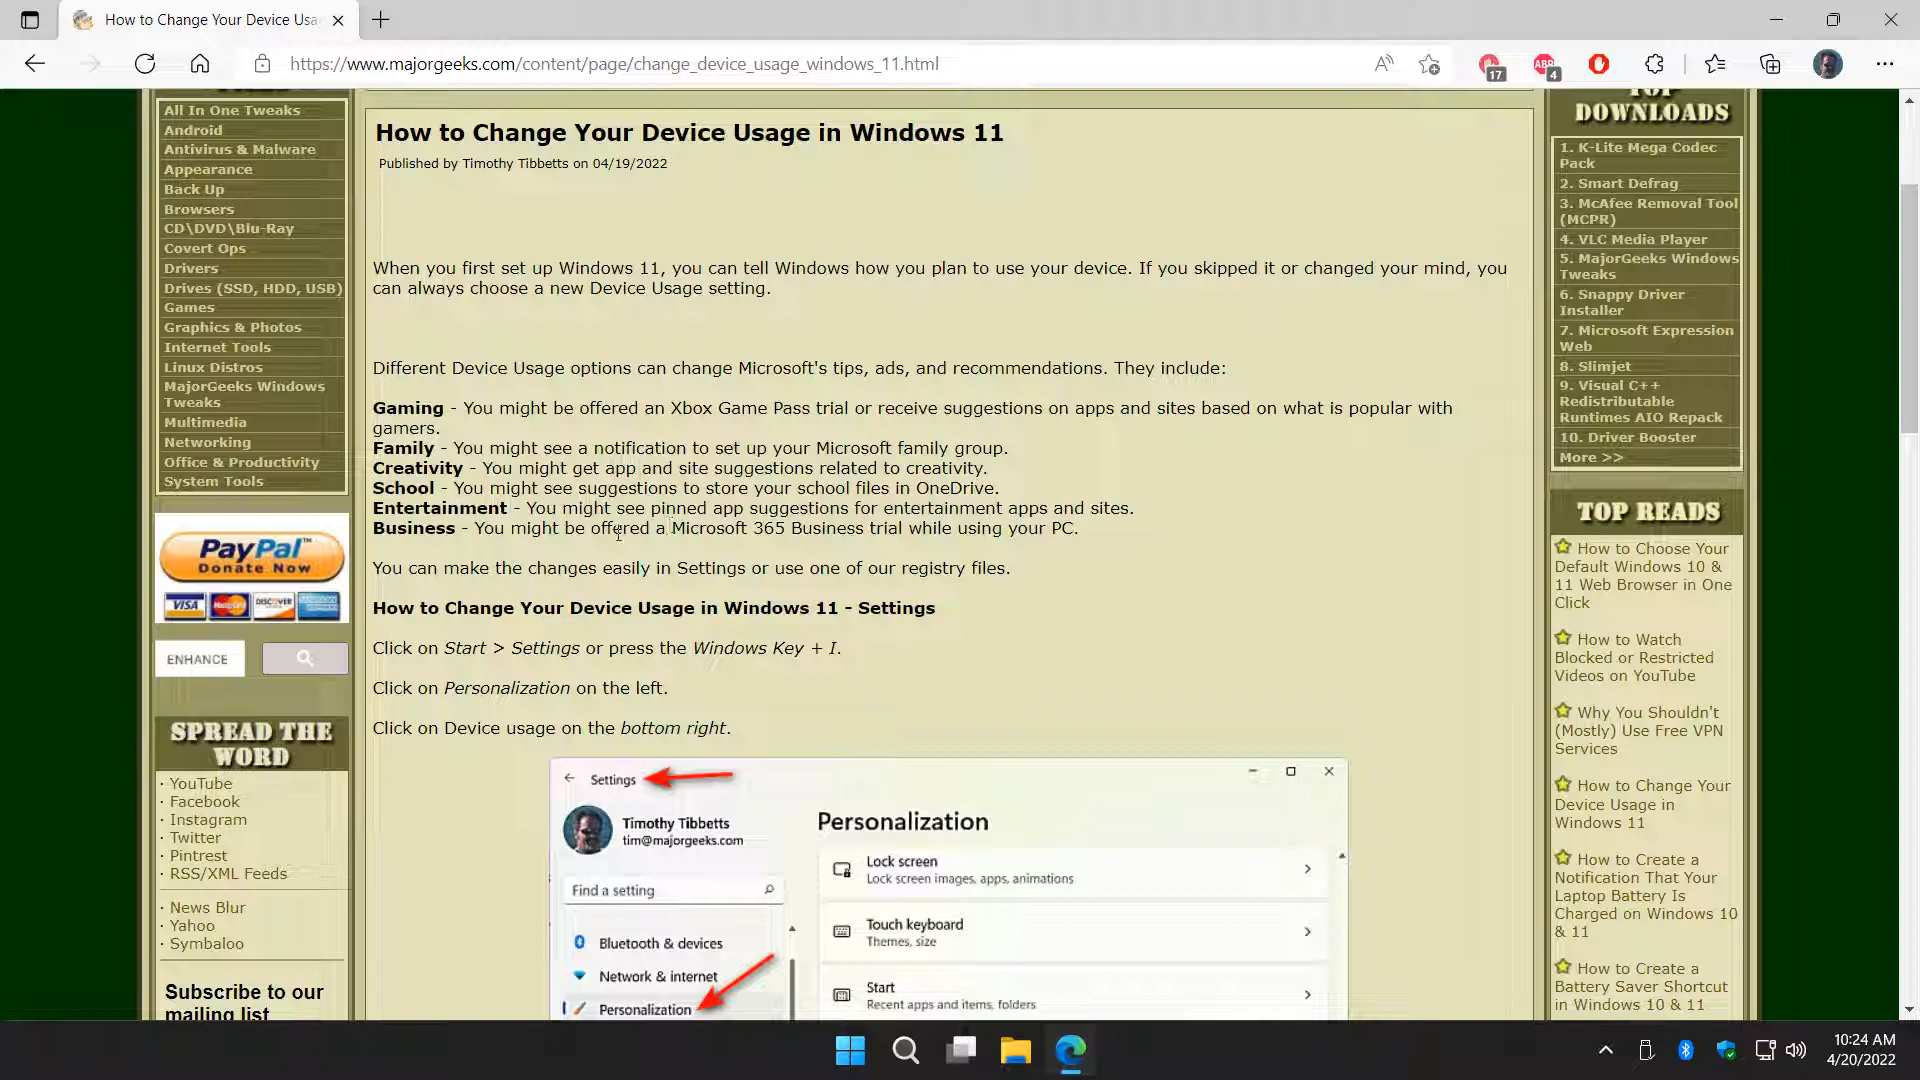 How to Change Your Device Usa
https://www.majorgeeks.com/content/page/change_device_usage_windows_11.html
17
ABP
4
All In One Tweaks
Android
Antivirus & Malware
Appearance
Back Up
Browsers
CD\DVD\Blu-Ray
Covert Ops
Drivers
Drives (SSD, HDD, USB)
Games
Graphics & Photos
Internet Tools
Linux Distros
MajorGeeks Windows
Tweaks
Multimedia
Networking
Office & Productivity
System Tools
PayPal
Donate Now
VISA
MasterCard
DISCOVER
ENHANCE
SPREAD THE
WORD
· YouTube
· Facebook
· Instagram
· Twitter
· Pintrest
· RSS/XML Feeds
· News Blur
· Yahoo
· Symbaloo
Subscribe to our
mailing list
How to Change Your Device Usage in Windows 11
Published by Timothy Tibbetts on 04/19/2022
When you first set up Windows 11, you can tell Windows how you plan to use your device. If you skipped it or changed your mind, you
can always choose a new Device Usage setting.
Different Device Usage options can change Microsoft's tips, ads, and recommendations. They include:
Gaming - You might be offered an Xbox Game Pass trial or receive suggestions on apps and sites based on what is popular with
gamers.
Family - You might see a notification to set up your Microsoft family group.
Creativity - You might get app and site suggestions related to creativity.
School - You might see suggestions to store your school files in OneDrive.
Entertainment - You might see pinned app suggestions for entertainment apps and sites.
Business - You might be offered a Microsoft 365 Business trial while using your PC.
You can make the changes easily in Settings or use one of our registry files.
How to Change Your Device Usage in Windows 11 - Settings
Click on Start > Settings or press the Windows Key + I.
Click on Personalization on the left.
Click on Device usage on the bottom right.
Settings
Timothy Tibbetts
tim@majorgeeks.com
Find a setting
Bluetooth & devices
Network & internet
Personalization
Personalization
Lock screen
Lock screen images, apps, animations
Touch keyboard
Themes, size
Start
Recent apps and items, folders
TOP
DOWNLOADS
1. K-Lite Mega Codec
Pack
2. Smart Defrag
3. McAfee Removal Tool
(MCPR)
4. VLC Media Player
5. MajorGeeks Windows
Tweaks
6. Snappy Driver
Installer
7. Microsoft Expression
Web
8. Slimjet
9. Visual C++
Redistributable
Runtimes AIO Repack
10. Driver Booster
More >>
TOP READS
How to Choose Your
Default Windows 10 &
11 Web Browser in One
Click
How to Watch
Blocked or Restricted
Videos on YouTube
Why You Shouldn't
(Mostly) Use Free VPN
Services
How to Change Your
Device Usage in
Windows 11
How to Create a
Notification That Your
Laptop Battery Is
Charged on Windows 10
& 11
How to Create a
Battery Saver Shortcut
in Windows 10 & 11
10:24 AM
4/20/2022